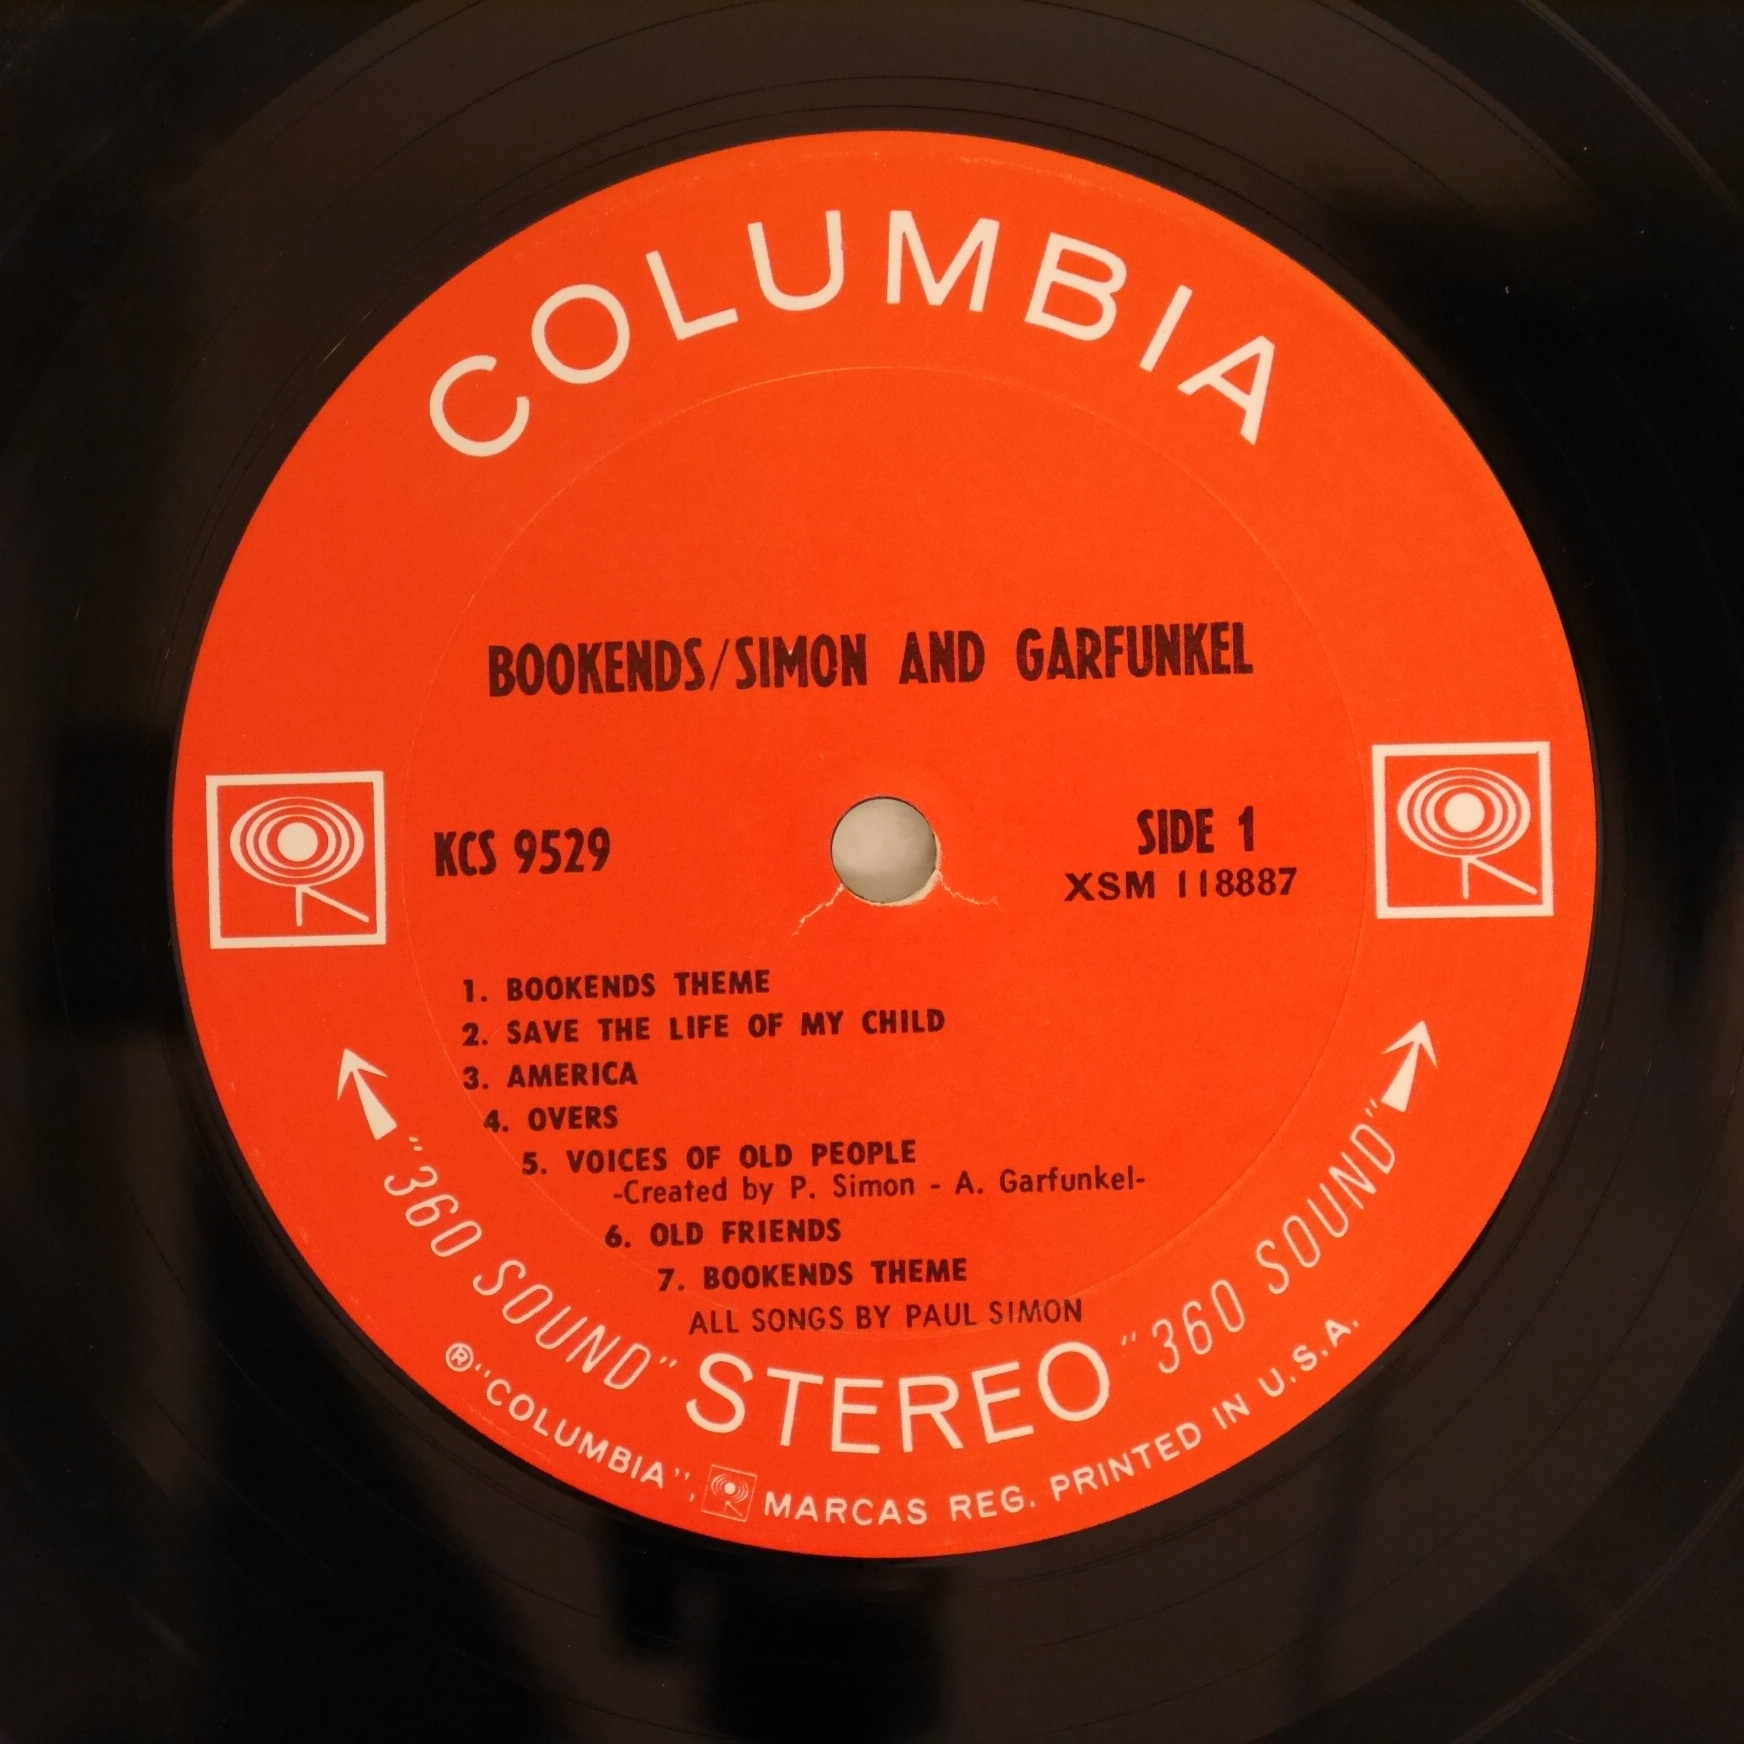 COLUMBIA
BOOKENDS/SIMON AND GARFUNKEL
KCS 9529
SIDE 1
XSM 118887
1. BOOKENDS THEME
2. SAVE THE LIFE OF MY CHILD
3. AMERICA
4. OVERS
5. VOICES OF OLD PEOPLE
-Created by P. Simon - A. Garfunkel-
6. OLD FRIENDS
7. BOOKENDS THEME
ALL SONGS BY PAUL SIMON
"360 SOUND" STEREO "360 SOUND"
® "COLUMBIA", MARCAS REG. PRINTED IN U.S.A.